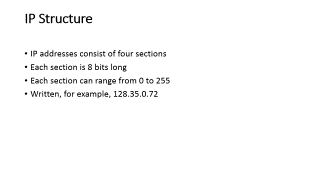 IP Structure
• IP addresses consist of four sections
• Each section is 8 bits long
• Each section can range from 0 to 255
• Written, for example, 128.35.0.72